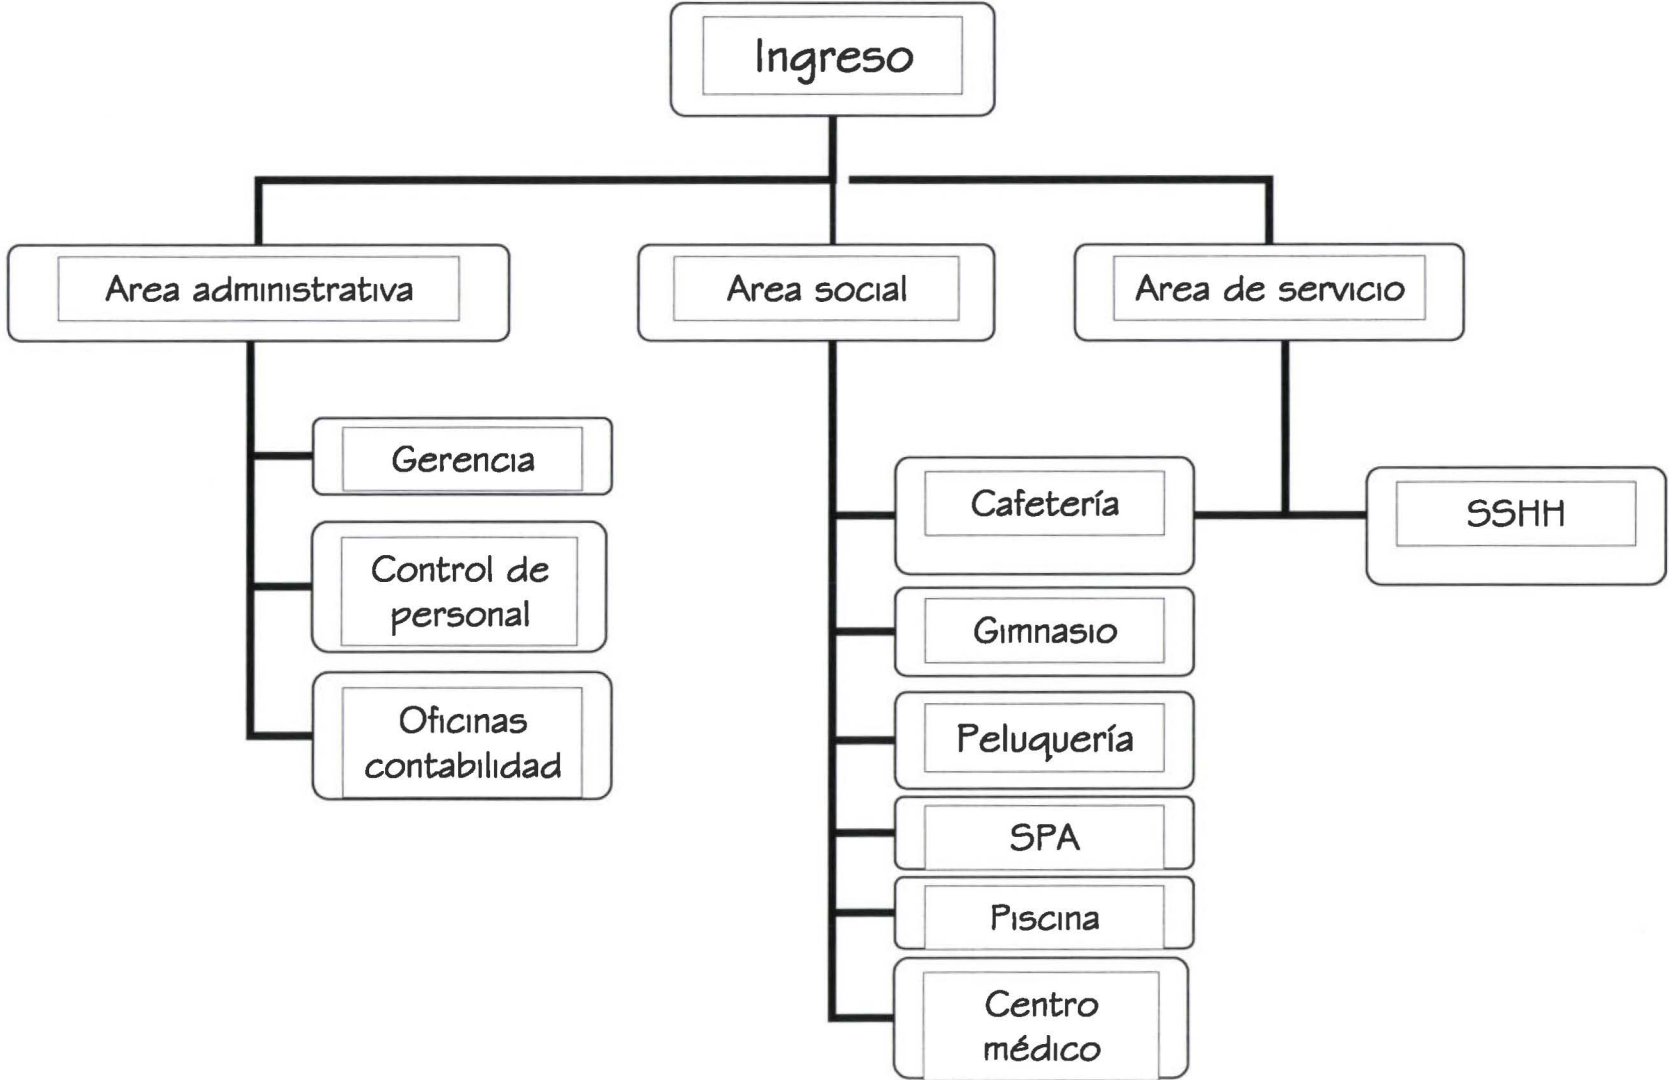 Ingreso
Area administrativa
Area social
Area de servicio
Gerencia
Control de
personal
Oficinas
contabilidad
Cafetería
SSHH
Gimnasio
Peluquería
SPA
Piscina
Centro
médico